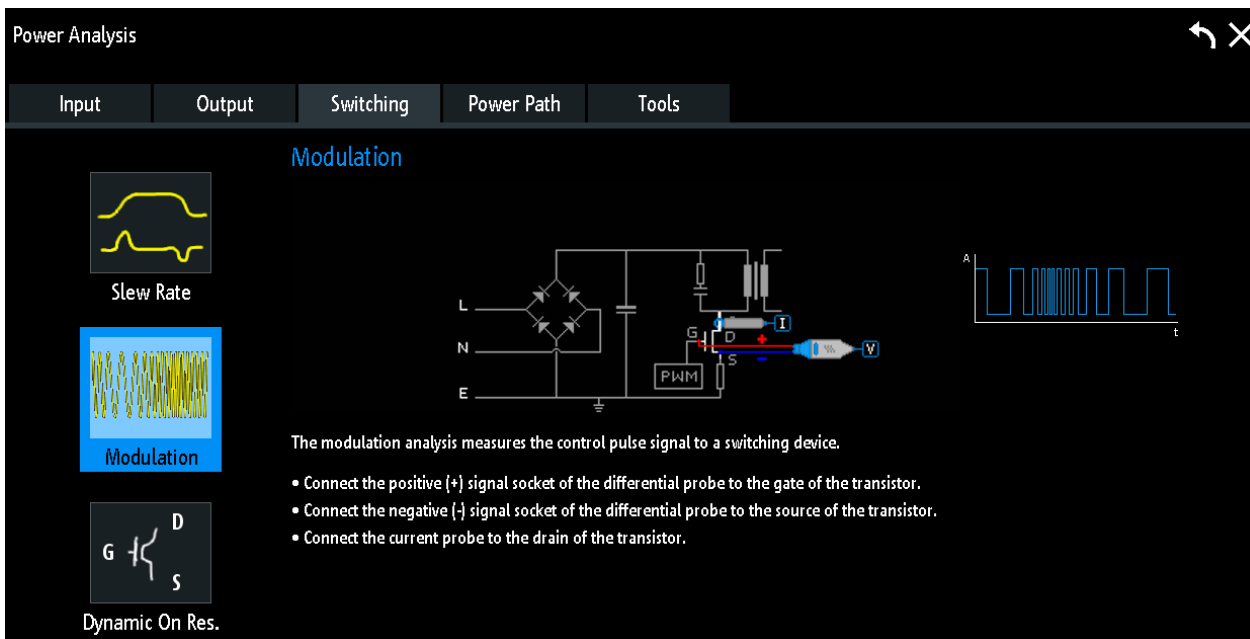 Power Analysis
Input Output Switching Power Path Tools
Modulation
Slew Rate
Modulation
G D S
Dynamic On Res.
L
N
E
G
D
S
PWM
+
-
I
V
A
t
The modulation analysis measures the control pulse signal to a switching device.
• Connect the positive (+) signal socket of the differential probe to the gate of the transistor.
• Connect the negative (-) signal socket of the differential probe to the source of the transistor.
• Connect the current probe to the drain of the transistor.